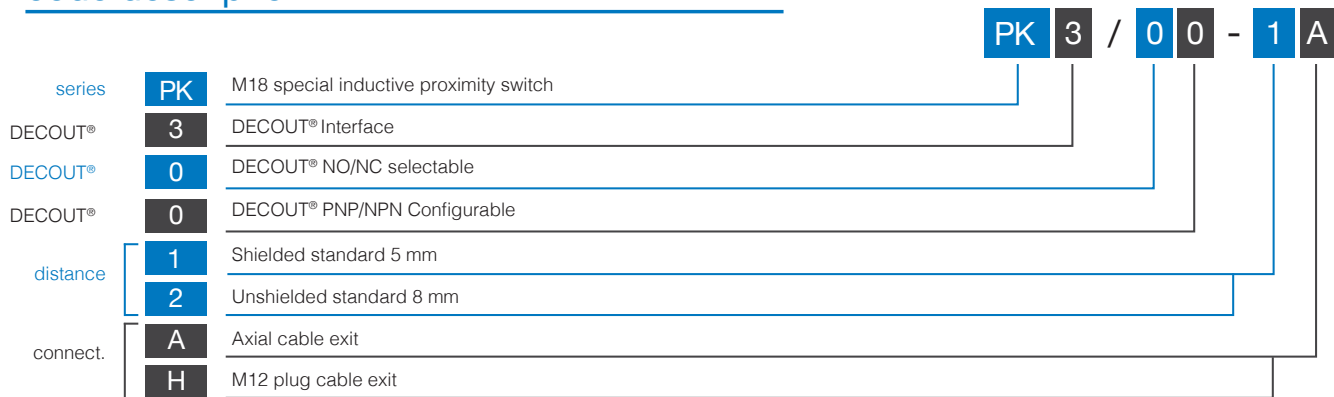 PK 3 / 0 0 - 1 A
series PK M18 special inductive proximity switch
DECOUT® 3 DECOUT® Interface
DECOUT® 0 DECOUT® NO/NC selectable
DECOUT® 0 DECOUT® PNP/NPN Configurable
distance
1 Shielded standard 5 mm
2 Unshielded standard 8 mm
connect.
A Axial cable exit
H M12 plug cable exit